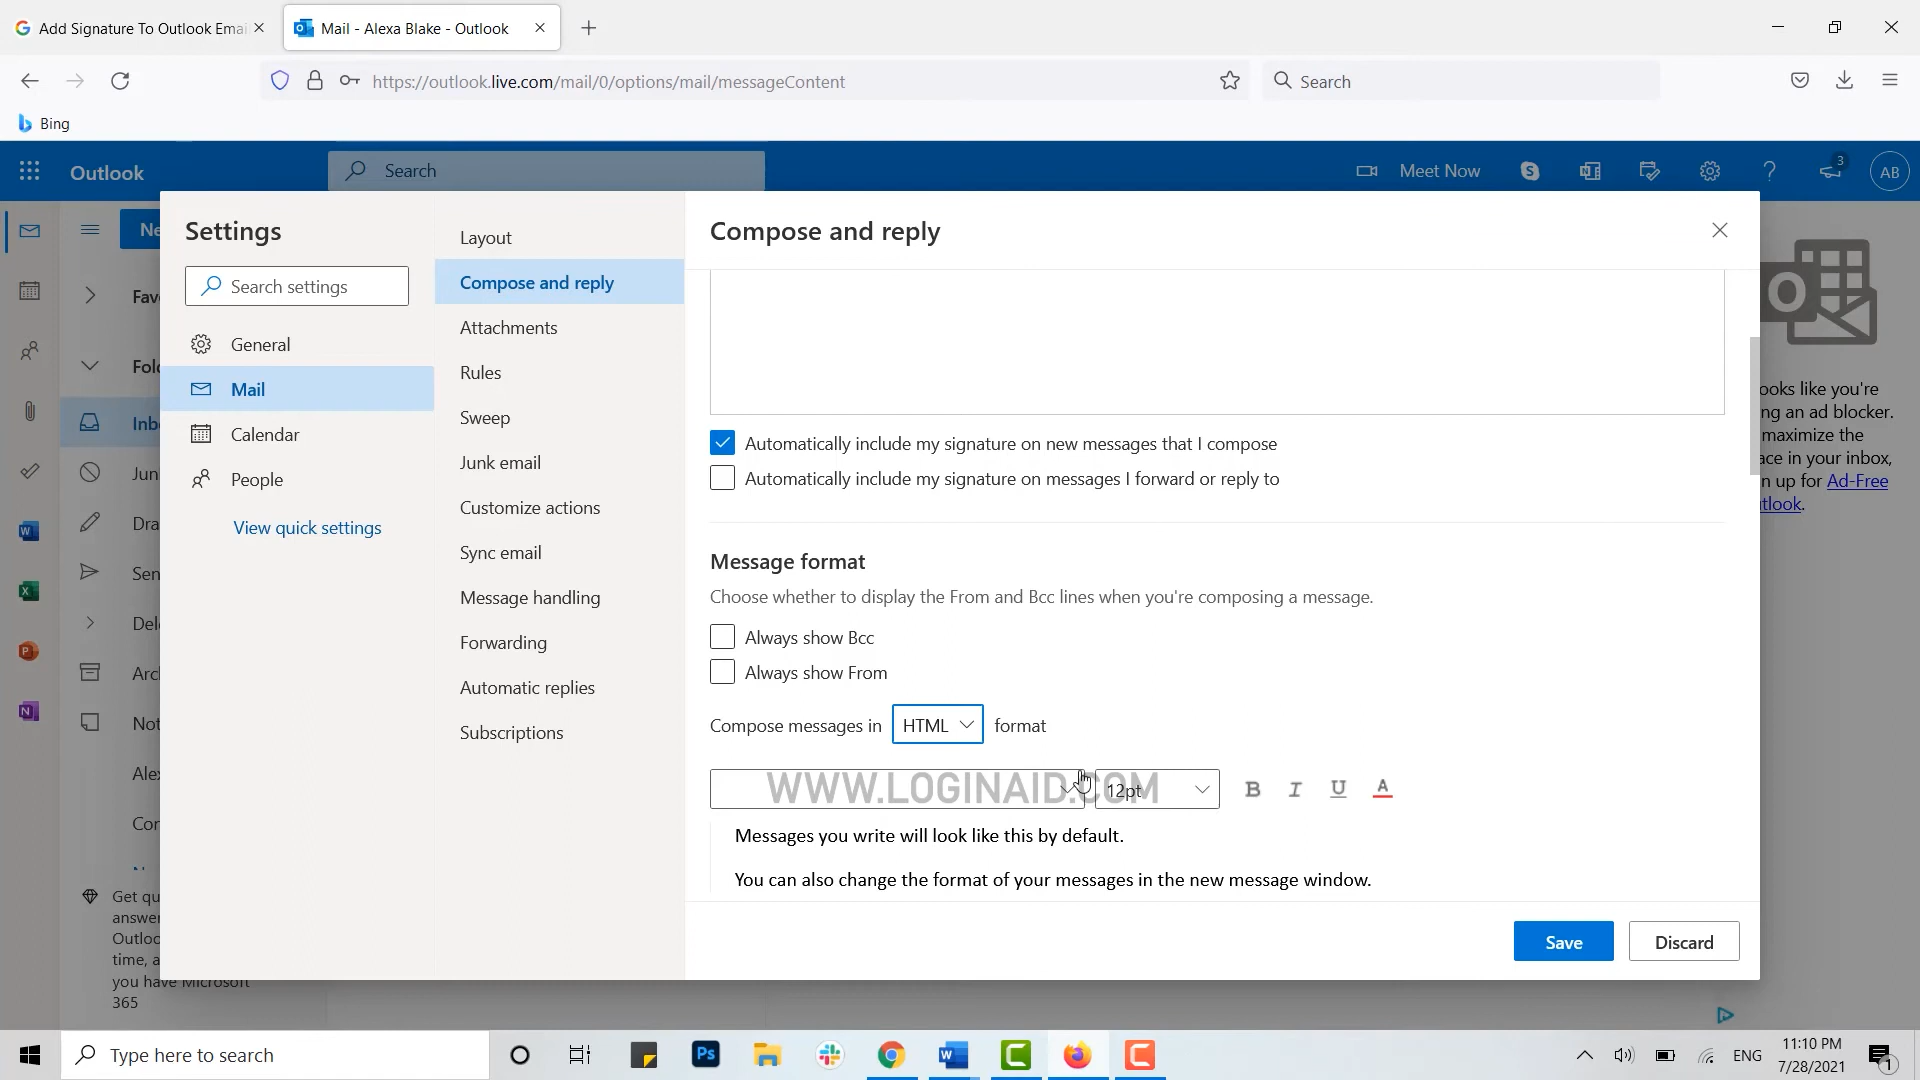 Add Signature To Outlook Emai
Mail - Alexa Blake - Outlook
https://outlook.live.com/mail/0/options/mail/messageContent
Search
Bing
Outlook
Search
Meet Now
3
AB
Ne
Fav
Fol
Inb
Jun
Dra
Sen
Del
Arc
Not
Ale
Cor
Get qu
answe
Outloo
time, a
you have Microsoft
365
Settings
Search settings
General
Mail
Calendar
People
View quick settings
Layout
Compose and reply
Attachments
Rules
Sweep
Junk email
Customize actions
Sync email
Message handling
Forwarding
Automatic replies
Subscriptions
Compose and reply
Automatically include my signature on new messages that I compose
Automatically include my signature on messages I forward or reply to
Message format
Choose whether to display the From and Bcc lines when you're composing a message.
Always show Bcc
Always show From
Compose messages in HTML format
WWW.LOGINAID.COM
12pt
B I U A
Messages you write will look like this by default.
You can also change the format of your messages in the new message window.
Save
Discard
ooks like you're
ng an ad blocker.
maximize the
ace in your inbox,
n up for Ad-Free
tlook.
Type here to search
Ps
ENG
11:10 PM
7/28/2021
1